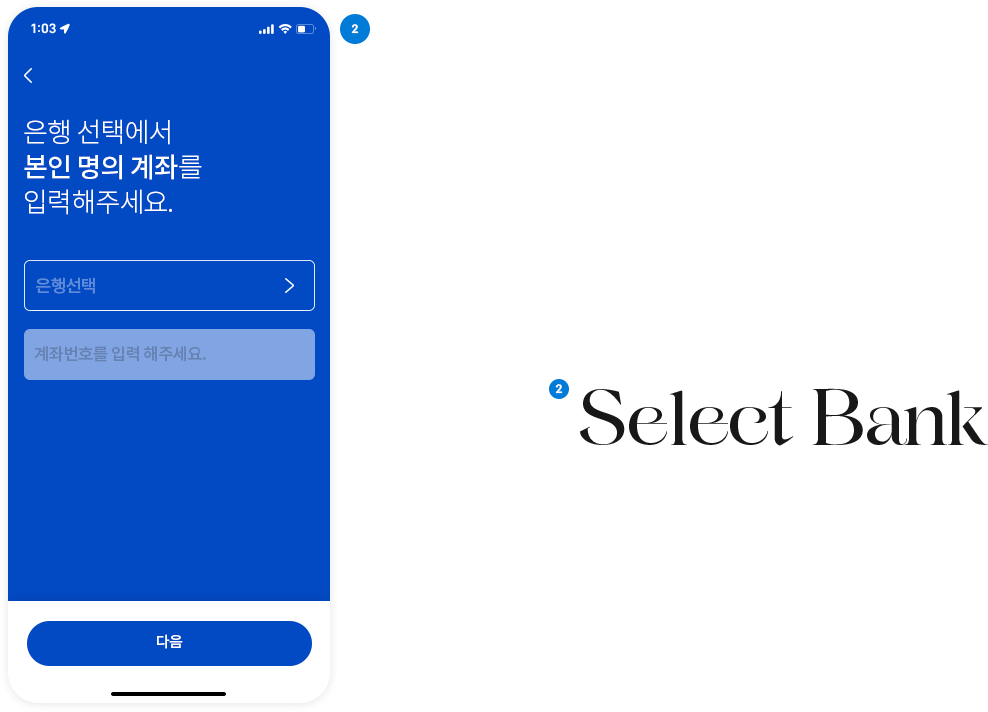 1:03
2
은행 선택에서
본인 명의 계좌를
입력해주세요.
은행선택
계좌번호를 입력 해주세요.
다음
2
Select Bank